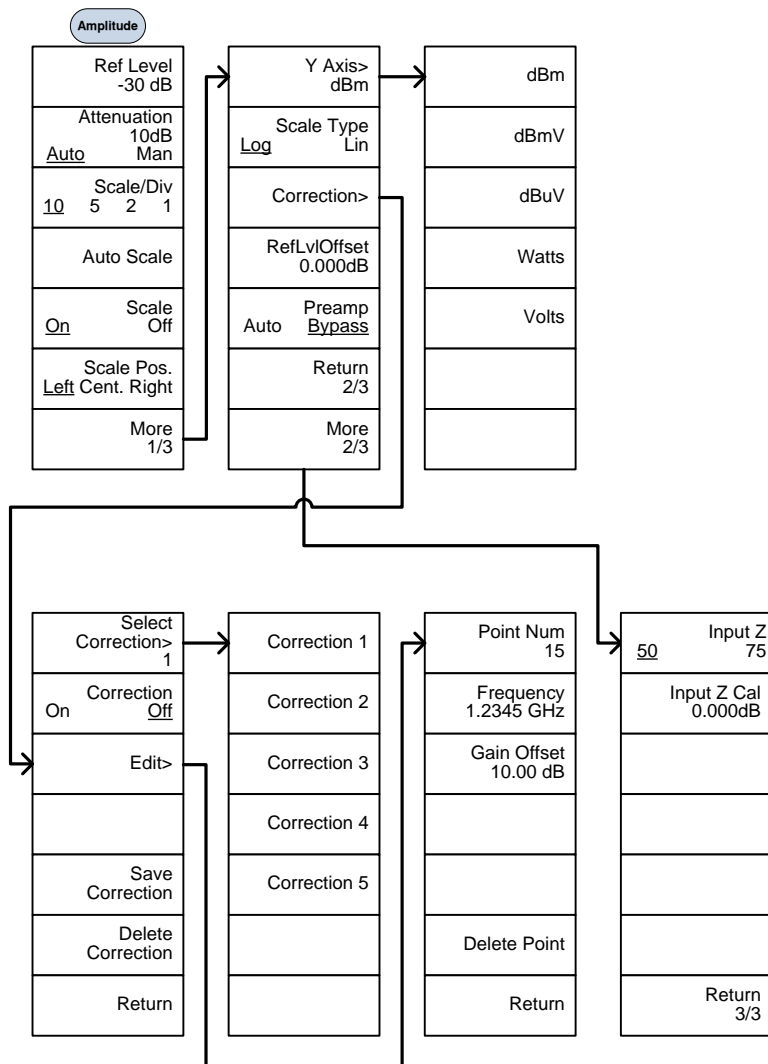 Amplitude
Ref Level
-30 dB
Attenuation
10dB
Auto Man
Scale/Div
10 5 2 1
Auto Scale
Scale
On Off
Scale Pos.
Left Cent. Right
More
1/3
Y Axis>
dBm
Scale Type
Log Lin
Correction>
RefLvlOffset
0.000dB
Preamp
Auto Bypass
Return
2/3
More
2/3
dBm
dBmV
dBuV
Watts
Volts
Select
Correction>
1
Correction
On Off
Edit>
Save
Correction
Delete
Correction
Return
Correction 1
Correction 2
Correction 3
Correction 4
Correction 5
Point Num
15
Frequency
1.2345 GHz
Gain Offset
10.00 dB
Delete Point
Return
Input Z
50 75
Input Z Cal
0.000dB
Return
3/3